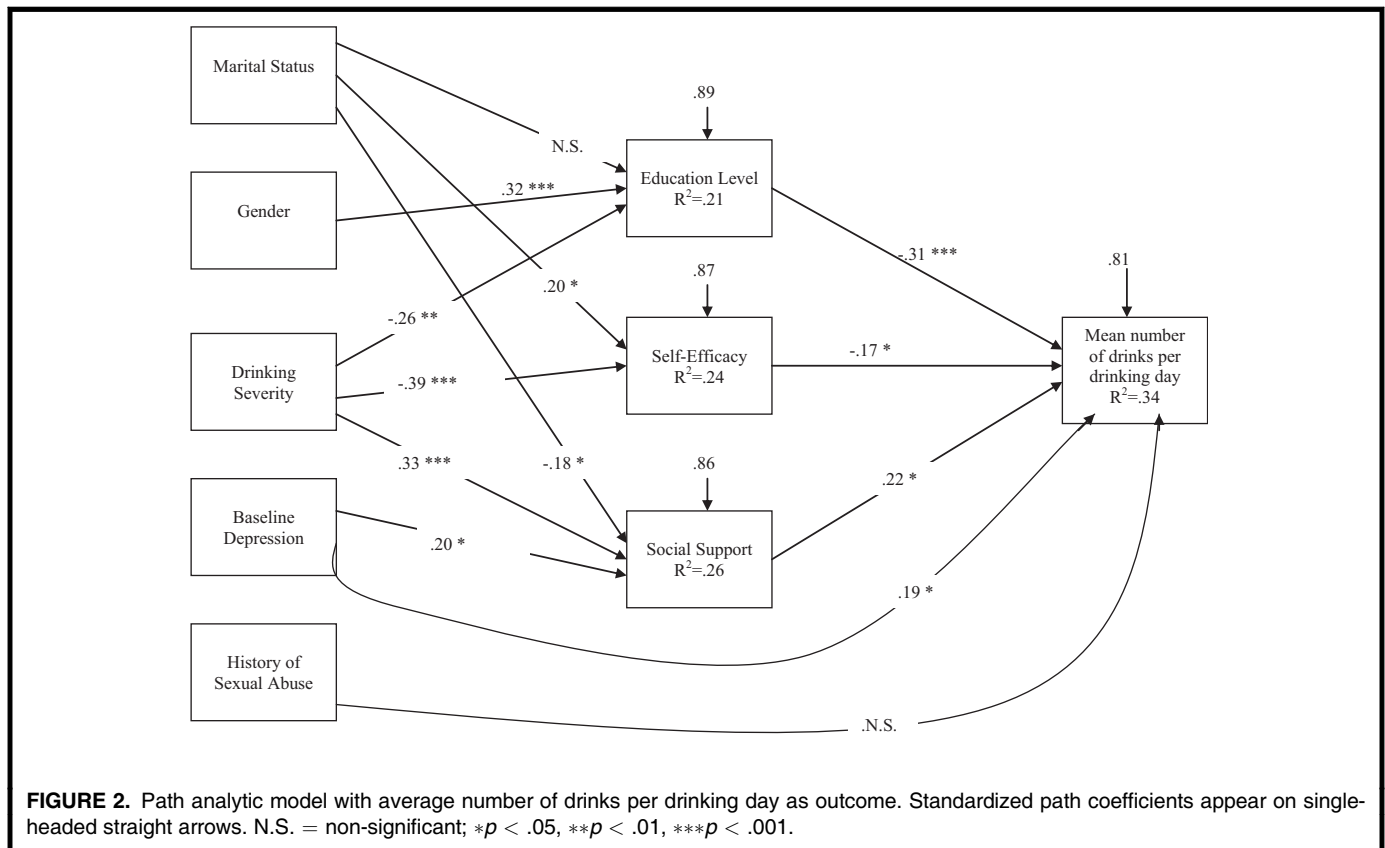 Marital Status
Gender
Drinking
Severity
Baseline
Depression
History of
Sexual Abuse
N.S.
.32 ***
-.26 **
.20 *
-.39 ***
.33 ***
-.18 *
.20 *
.89
Education Level
R²=.21
.87
Self-Efficacy
R²=.24
.86
Social Support
R²=.26
-.31 ***
-.17 *
.22 *
.19 *
.N.S.
.81
Mean number
of drinks per
drinking day
R²=.34
FIGURE 2. Path analytic model with average number of drinks per drinking day as outcome. Standardized path coefficients appear on single-
headed straight arrows. N.S. = non-significant; *p < .05, **p < .01, ***p < .001.